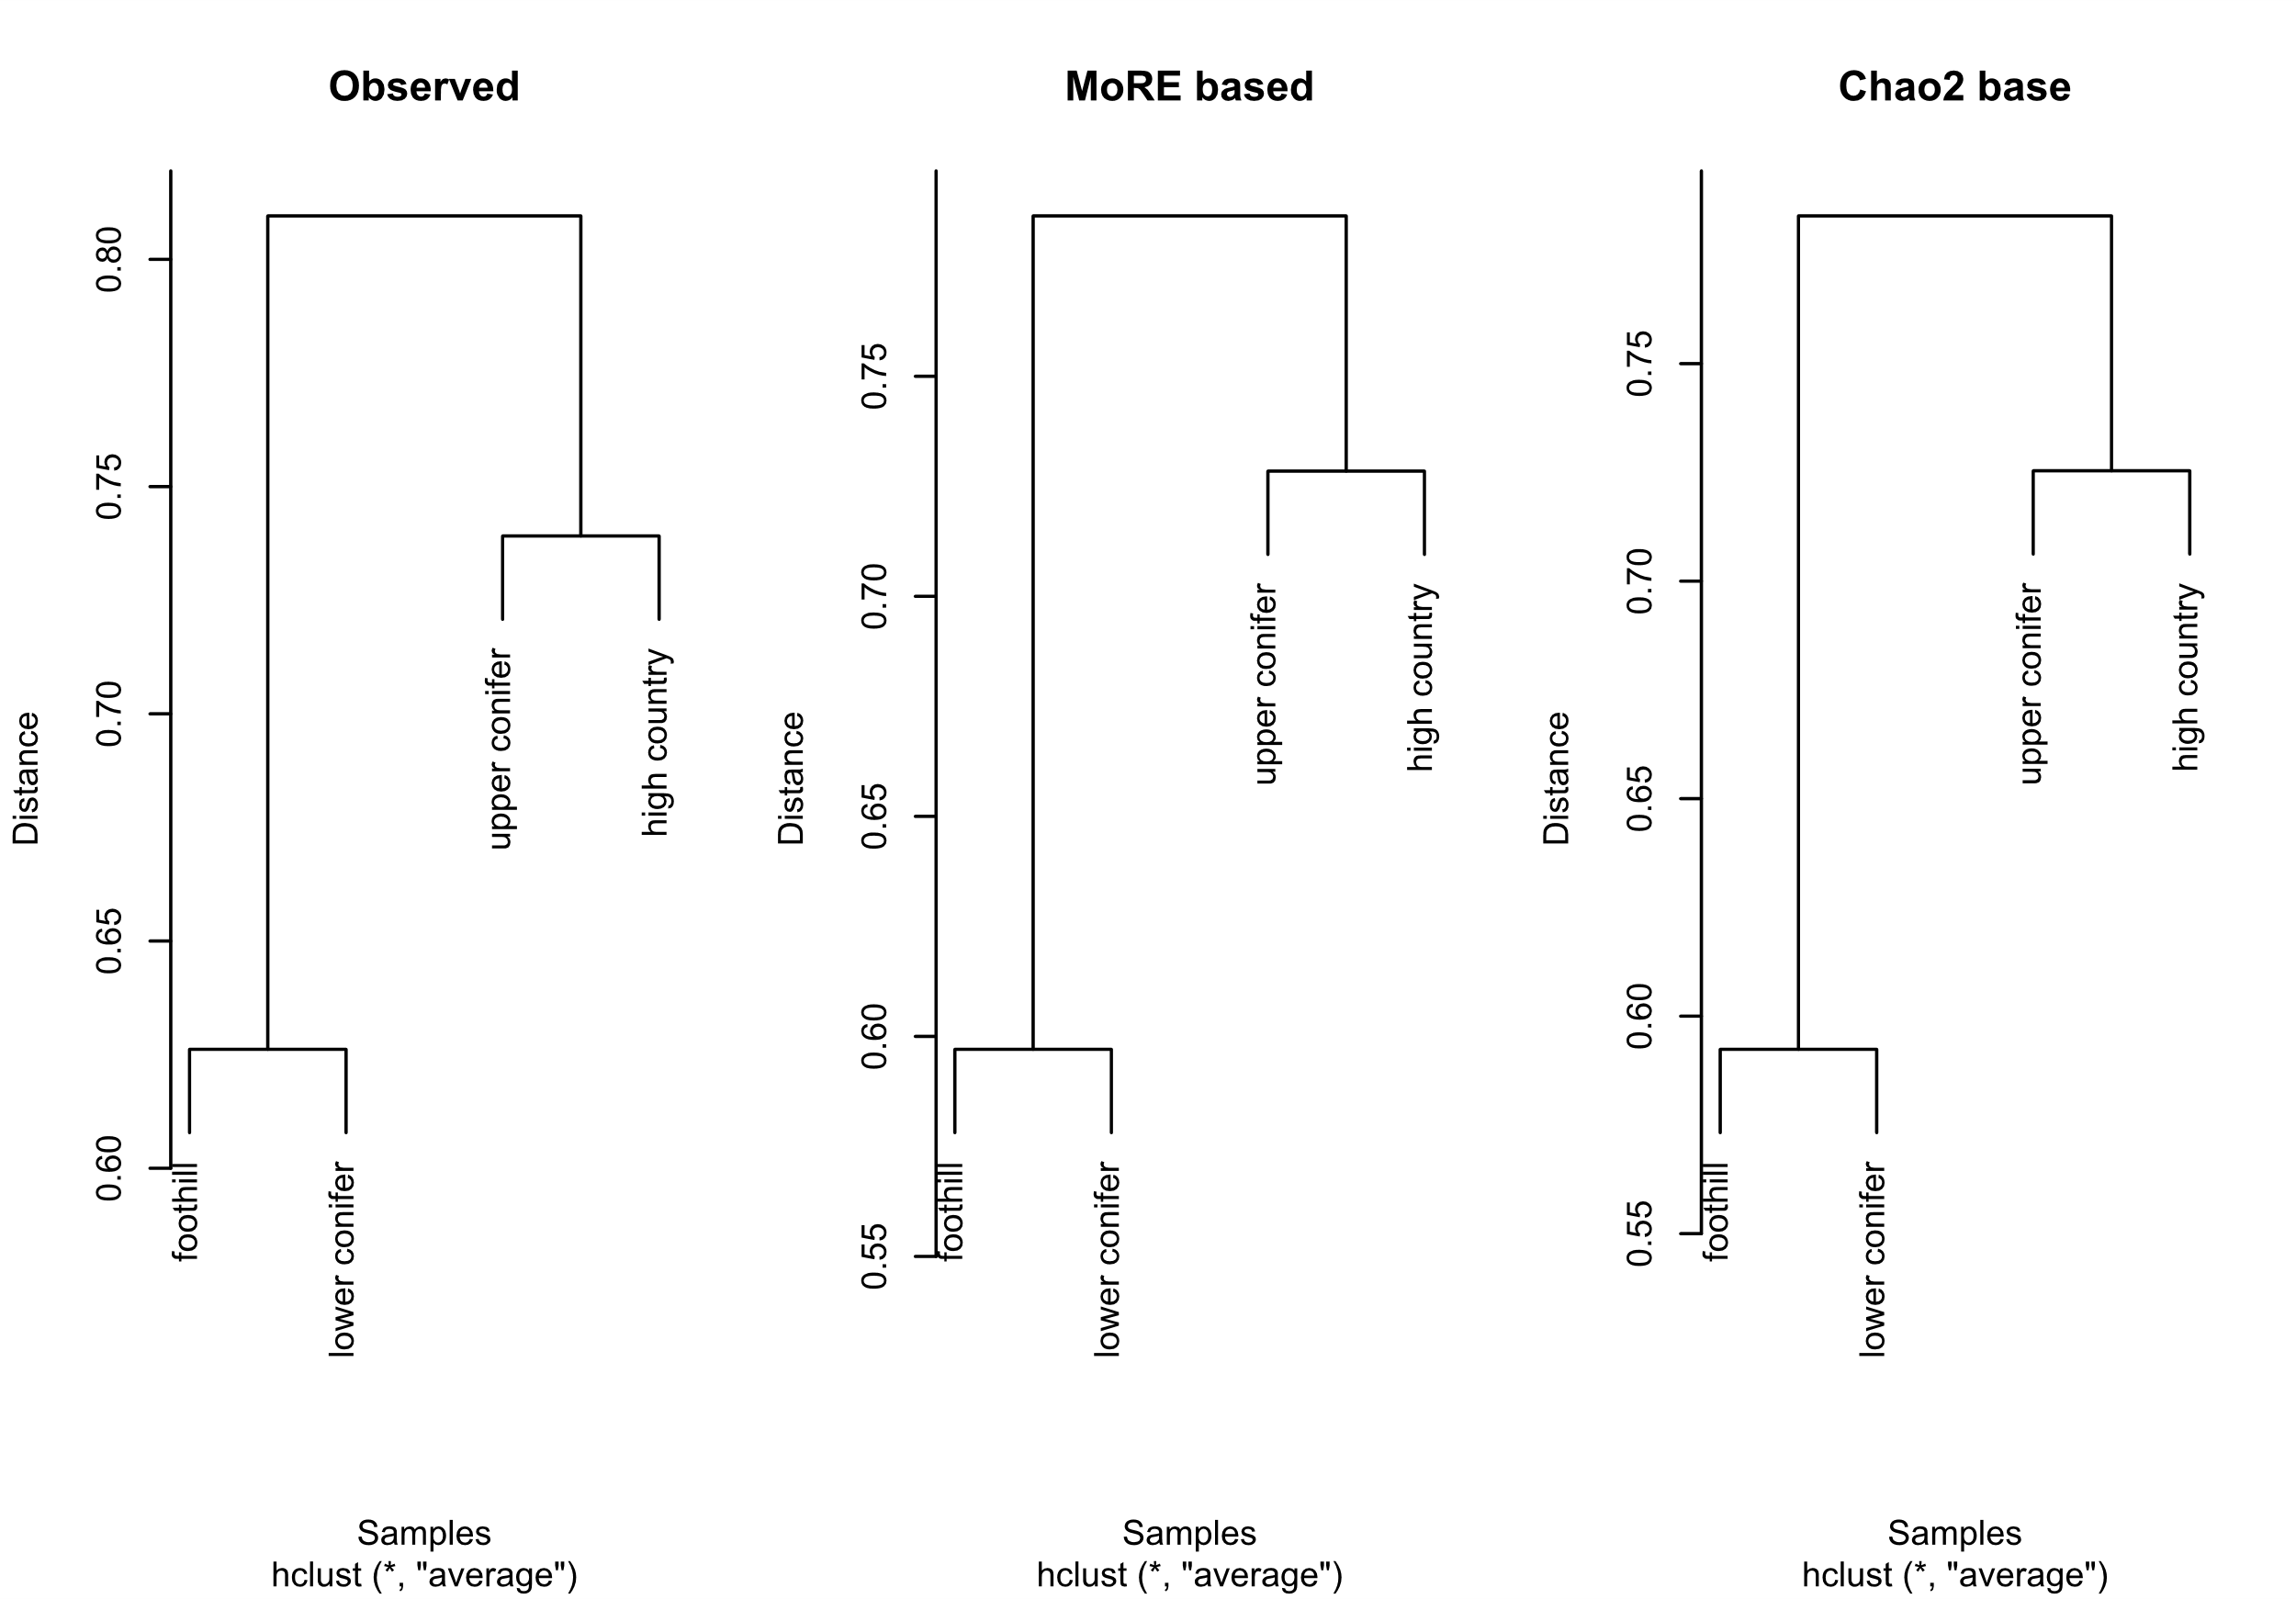 Observed
Distance
0.80
0.75
0.70
0.65
0.60
foothill
lower conifer
upper conifer
high country
Samples
hclust (*, "average")
MoRE based
Distance
0.75
0.70
0.65
0.60
0.55
foothill
lower conifer
upper conifer
high country
Samples
hclust (*, "average")
Chao2 base
Distance
0.75
0.70
0.65
0.60
0.55
foothill
lower conifer
upper conifer
high country
Samples
hclust (*, "average")